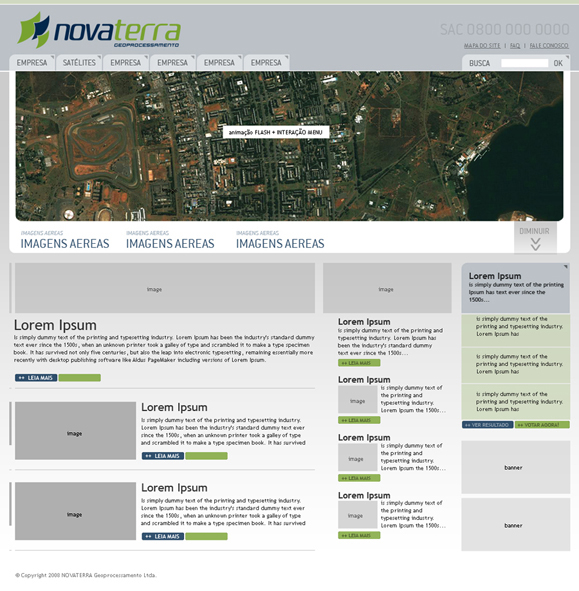 novaterra
GEOPROCESSAMENTO
SAC 0800 000 0000
MAPA DO SITE | FAQ | FALE CONOSCO
EMPRESA SATÉLITES EMPRESA EMPRESA EMPRESA EMPRESA
BUSCA OK
animação FLASH + INTERAÇÃO MENU
IMAGENS AEREAS IMAGENS AEREAS IMAGENS AEREAS
IMAGENS AEREAS IMAGENS AEREAS IMAGENS AEREAS
DIMINUIR
image
Lorem Ipsum
is simply dummy text of the printing and typesetting industry. Lorem Ipsum has been the industry's standard dummy
text ever since the 1500s, when an unknown printer took a galley of type and scrambled it to make a type specimen
book. It has survived not only five centuries, but also the leap into electronic typesetting, remaining essentially more
recently with desktop publishing software like Aldus PageMaker including versions of Lorem Ipsum.
++ LEIA MAIS
image
Lorem Ipsum
is simply dummy text of the printing and typesetting industry.
Lorem Ipsum has been the industry's standard dummy text ever
since the 1500s, when an unknown printer took a galley of type
and scrambled it to make a type specimen book. It has survived
++ LEIA MAIS
image
Lorem Ipsum
is simply dummy text of the printing and typesetting industry.
Lorem Ipsum has been the industry's standard dummy text ever
since the 1500s, when an unknown printer took a galley of type
and scrambled it to make a type specimen book. It has survived
++ LEIA MAIS
image
Lorem Ipsum
is simply dummy text of the
printing and typesetting
industry. Lorem Ipsum has
been the industry's
standard dummy
text ever since the 1500s...
++ LEIA MAIS
Lorem Ipsum
image
is simply dummy text of
the printing and
typesetting industry.
Lorem Ipsum the 1500s...
++ LEIA MAIS
Lorem Ipsum
image
is simply dummy text of
the printing and
typesetting industry.
Lorem Ipsum the 1500s...
++ LEIA MAIS
Lorem Ipsum
image
is simply dummy text of
the printing and
typesetting industry.
Lorem Ipsum the 1500s...
++ LEIA MAIS
Lorem Ipsum
is simply dummy text of the printing
Ipsum has text ever since the
1500s...
is simply dummy text of the
printing and typesetting industry.
Lorem Ipsum has
is simply dummy text of the
printing and typesetting industry.
Lorem Ipsum has
is simply dummy text of the
printing and typesetting industry.
Lorem Ipsum has
++ VER RESULTADO ++ VOTAR AGORA!
banner
banner
© Copyright 2008 NOVATERRA Geoprocessamento Ltda.